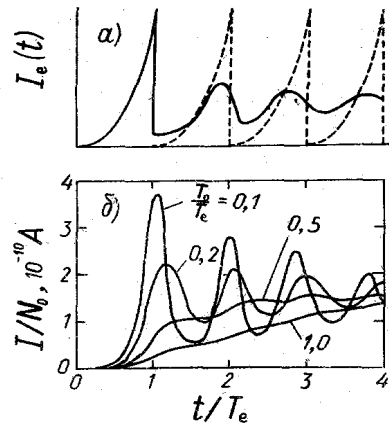 a)
I_e(t)
б)
T_0/T_e = 0,1
0,2
0,5
1,0
I/N_0, 10^{-10} A
4
3
2
1
0
0 1 2 3 4
t/T_e